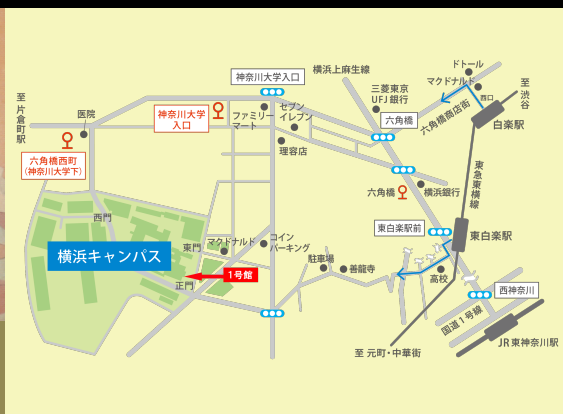 ドトール
マクドナルド
西口
至渋谷
白楽駅
横浜上麻生線
神奈川大学入口
三菱東京
UFJ銀行
六角橋
六角橋商店街
至片倉町駅
医院
神奈川大学
入口
ファミリー
マート
セブン
イレブン
理容店
六角橋西町
(神奈川大学下)
六角橋
横浜銀行
東急東横線
西門
東門
マクドナルド
コイン
パーキング
東白楽駅前
東白楽駅
横浜キャンパス
1号館
正門
駐車場
善龍寺
高校
西神奈川
国道1号線
JR東神奈川駅
至 元町・中華街